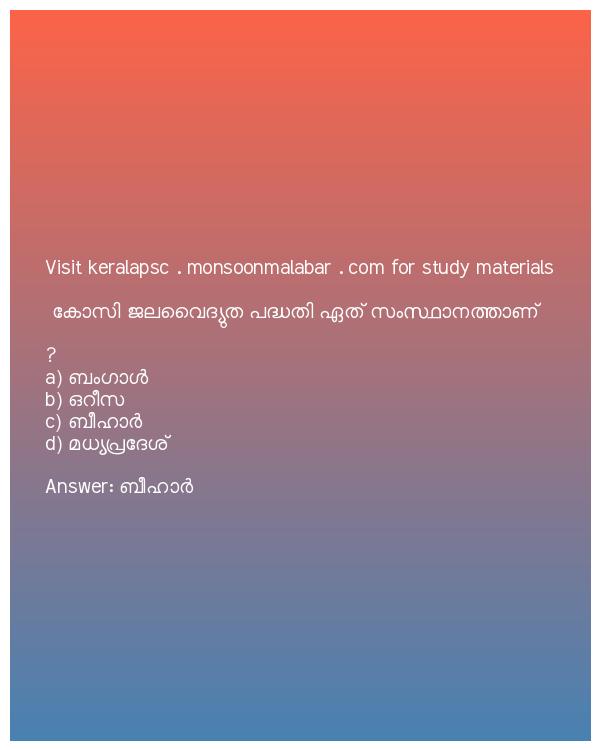 Visit keralapsc . monsoonmalabar . com for study materials
കോസി ജലവൈദ്യുത പദ്ധതി ഏത് സംസ്ഥാനത്താണ്
?
a) ബംഗാൾ
b) ഒറീസ
c) ബീഹാർ
d) മധ്യപ്രദേശ്
Answer: ബീഹാർ